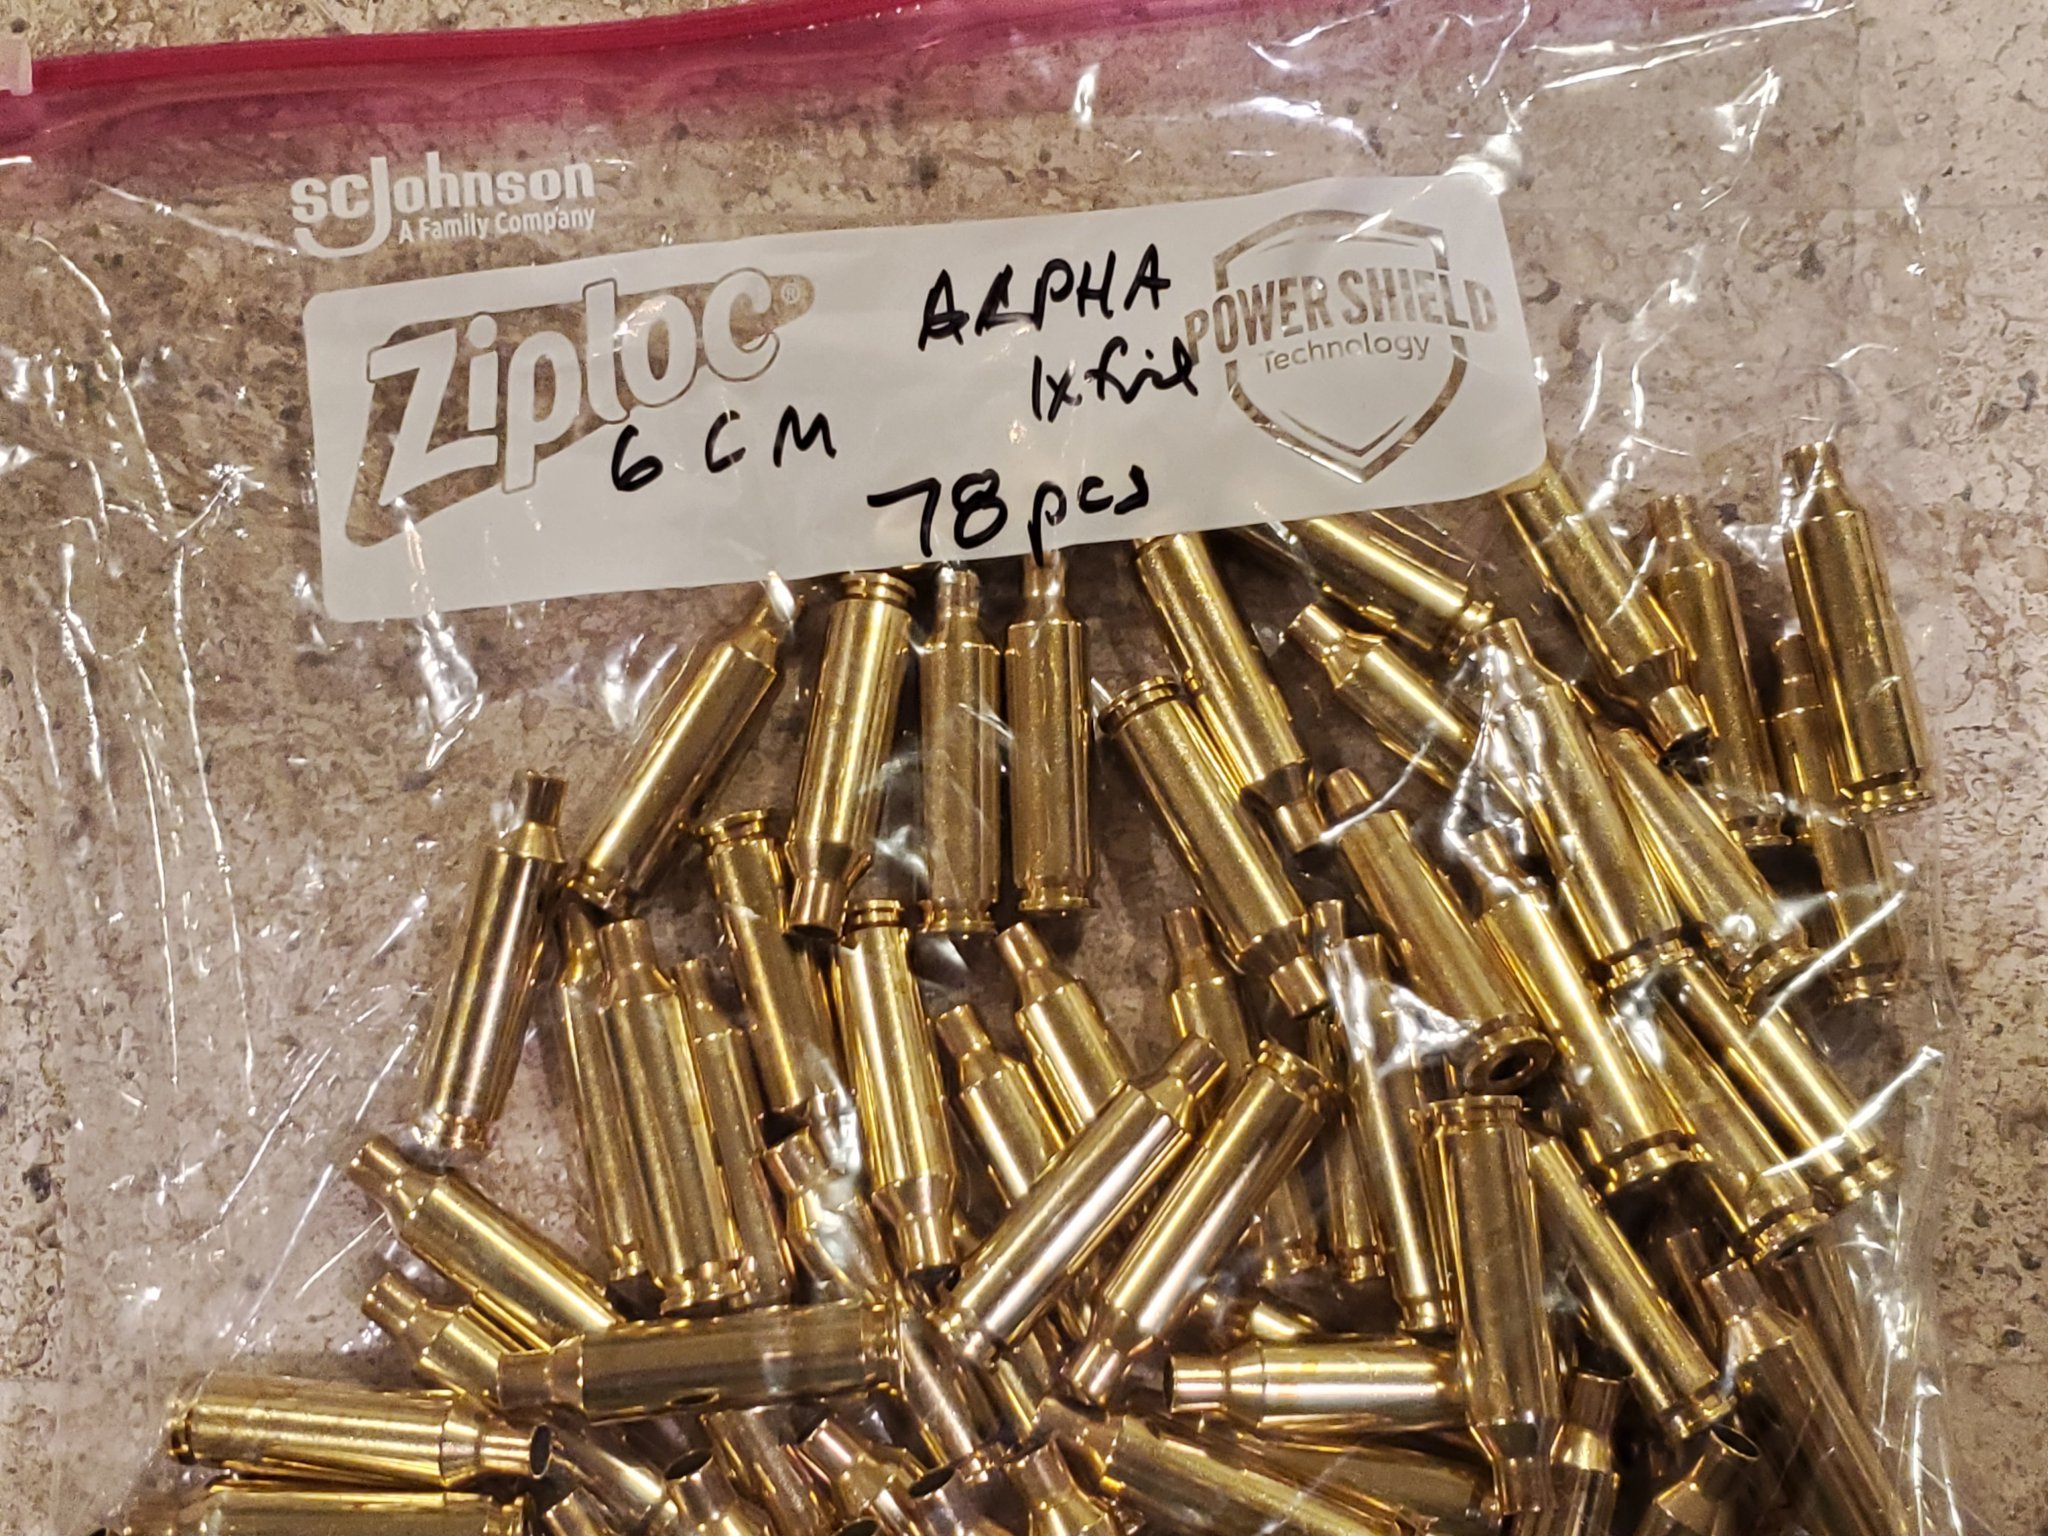 scJohnson
A Family Company
Ziploc®
ALPHA
POWER SHIELD
Technology
1x fired
6 CM
78 pcs